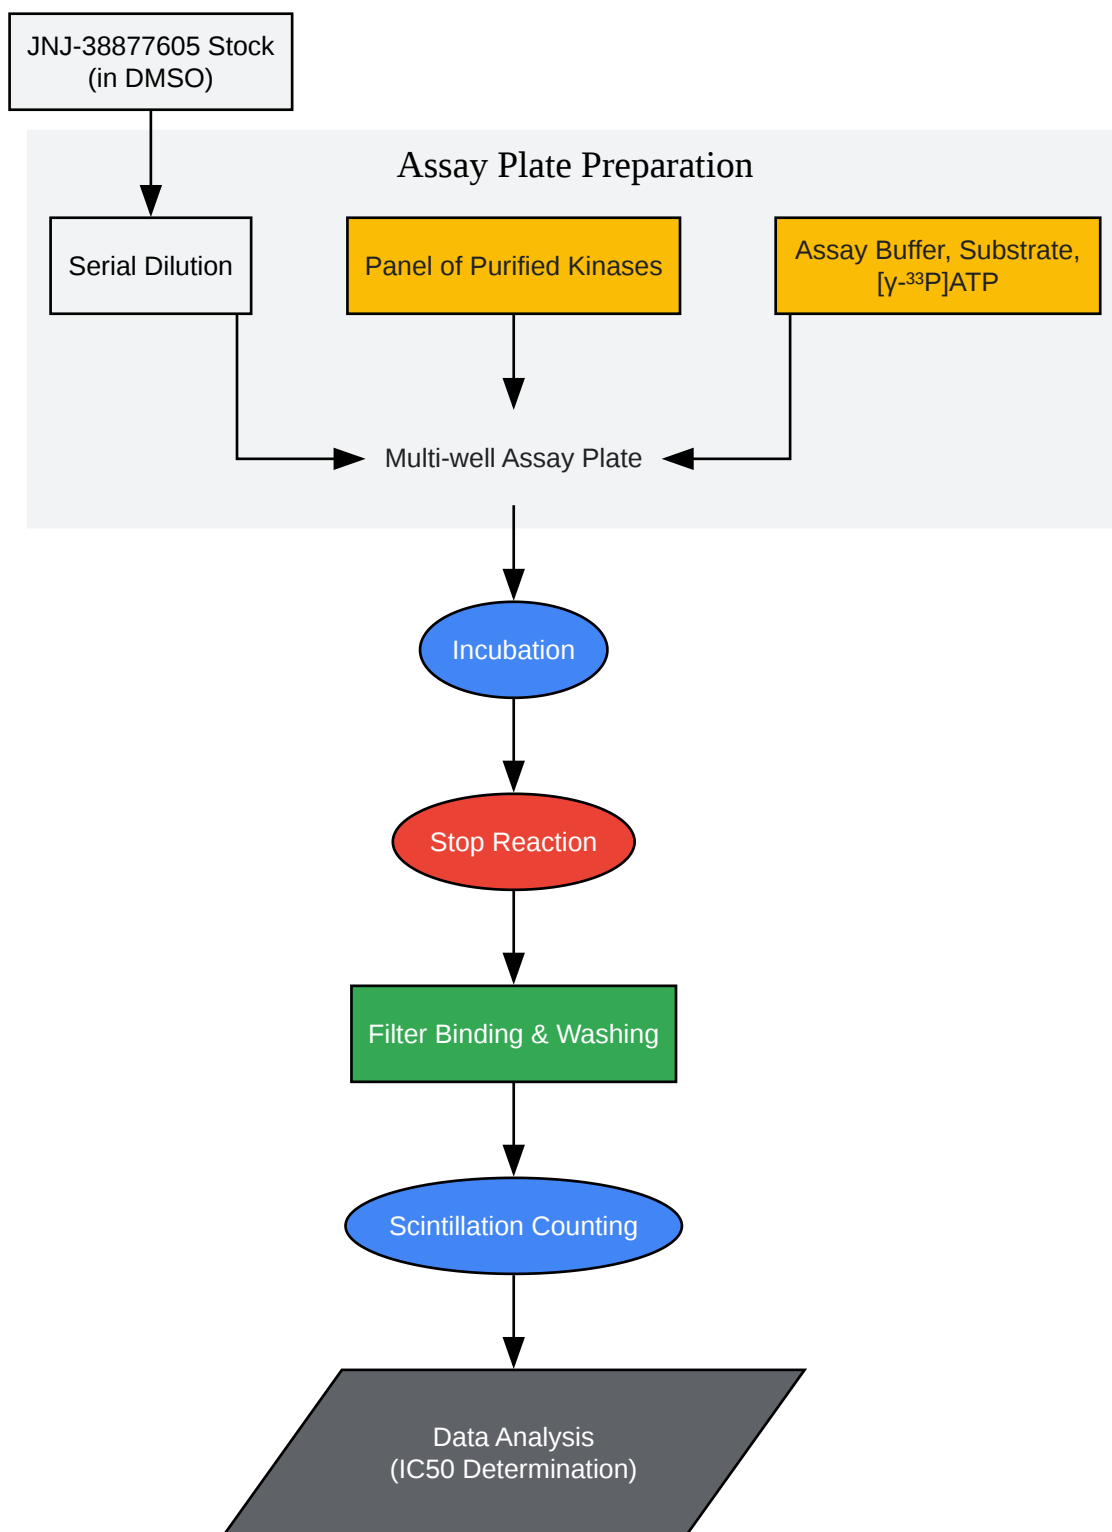 JNJ-38877605 Stock
(in DMSO)
Assay Plate Preparation
Serial Dilution
Panel of Purified Kinases
Assay Buffer, Substrate,
[γ-³³P]ATP
Multi-well Assay Plate
Incubation
Stop Reaction
Filter Binding & Washing
Scintillation Counting
Data Analysis
(IC50 Determination)